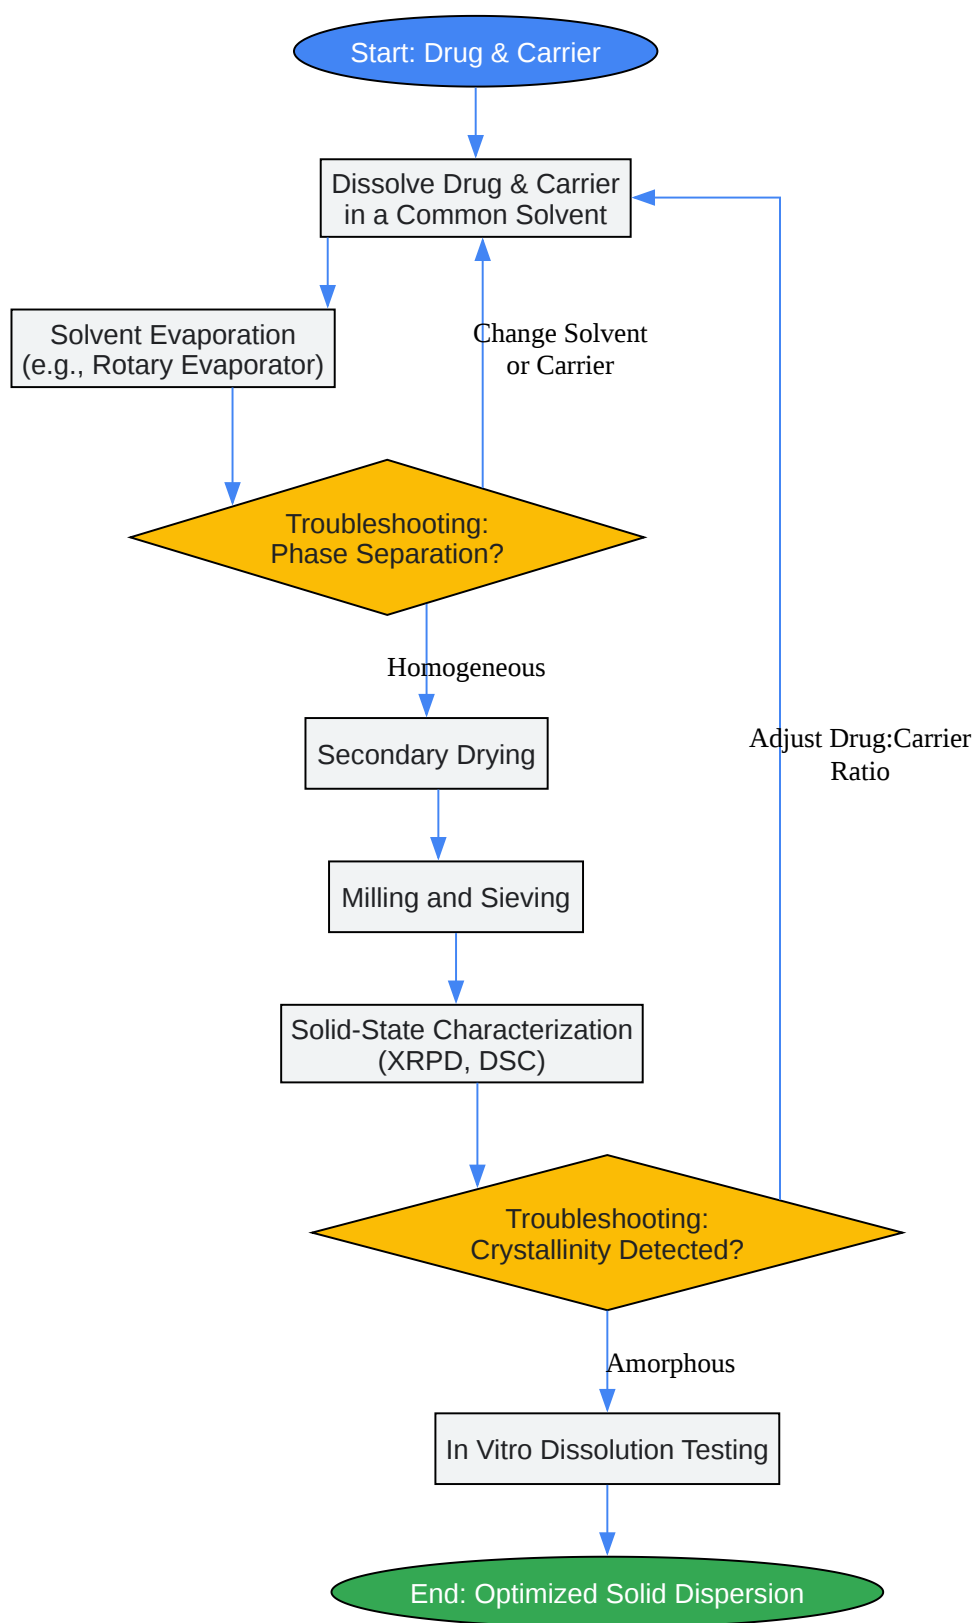 Start: Drug & Carrier
Dissolve Drug & Carrier
in a Common Solvent
Solvent Evaporation
(e.g., Rotary Evaporator)
Change Solvent
or Carrier
Troubleshooting:
Phase Separation?
Homogeneous
Secondary Drying
Adjust Drug:Carrier
Ratio
Milling and Sieving
Solid-State Characterization
(XRPD, DSC)
Troubleshooting:
Crystallinity Detected?
Amorphous
In Vitro Dissolution Testing
End: Optimized Solid Dispersion